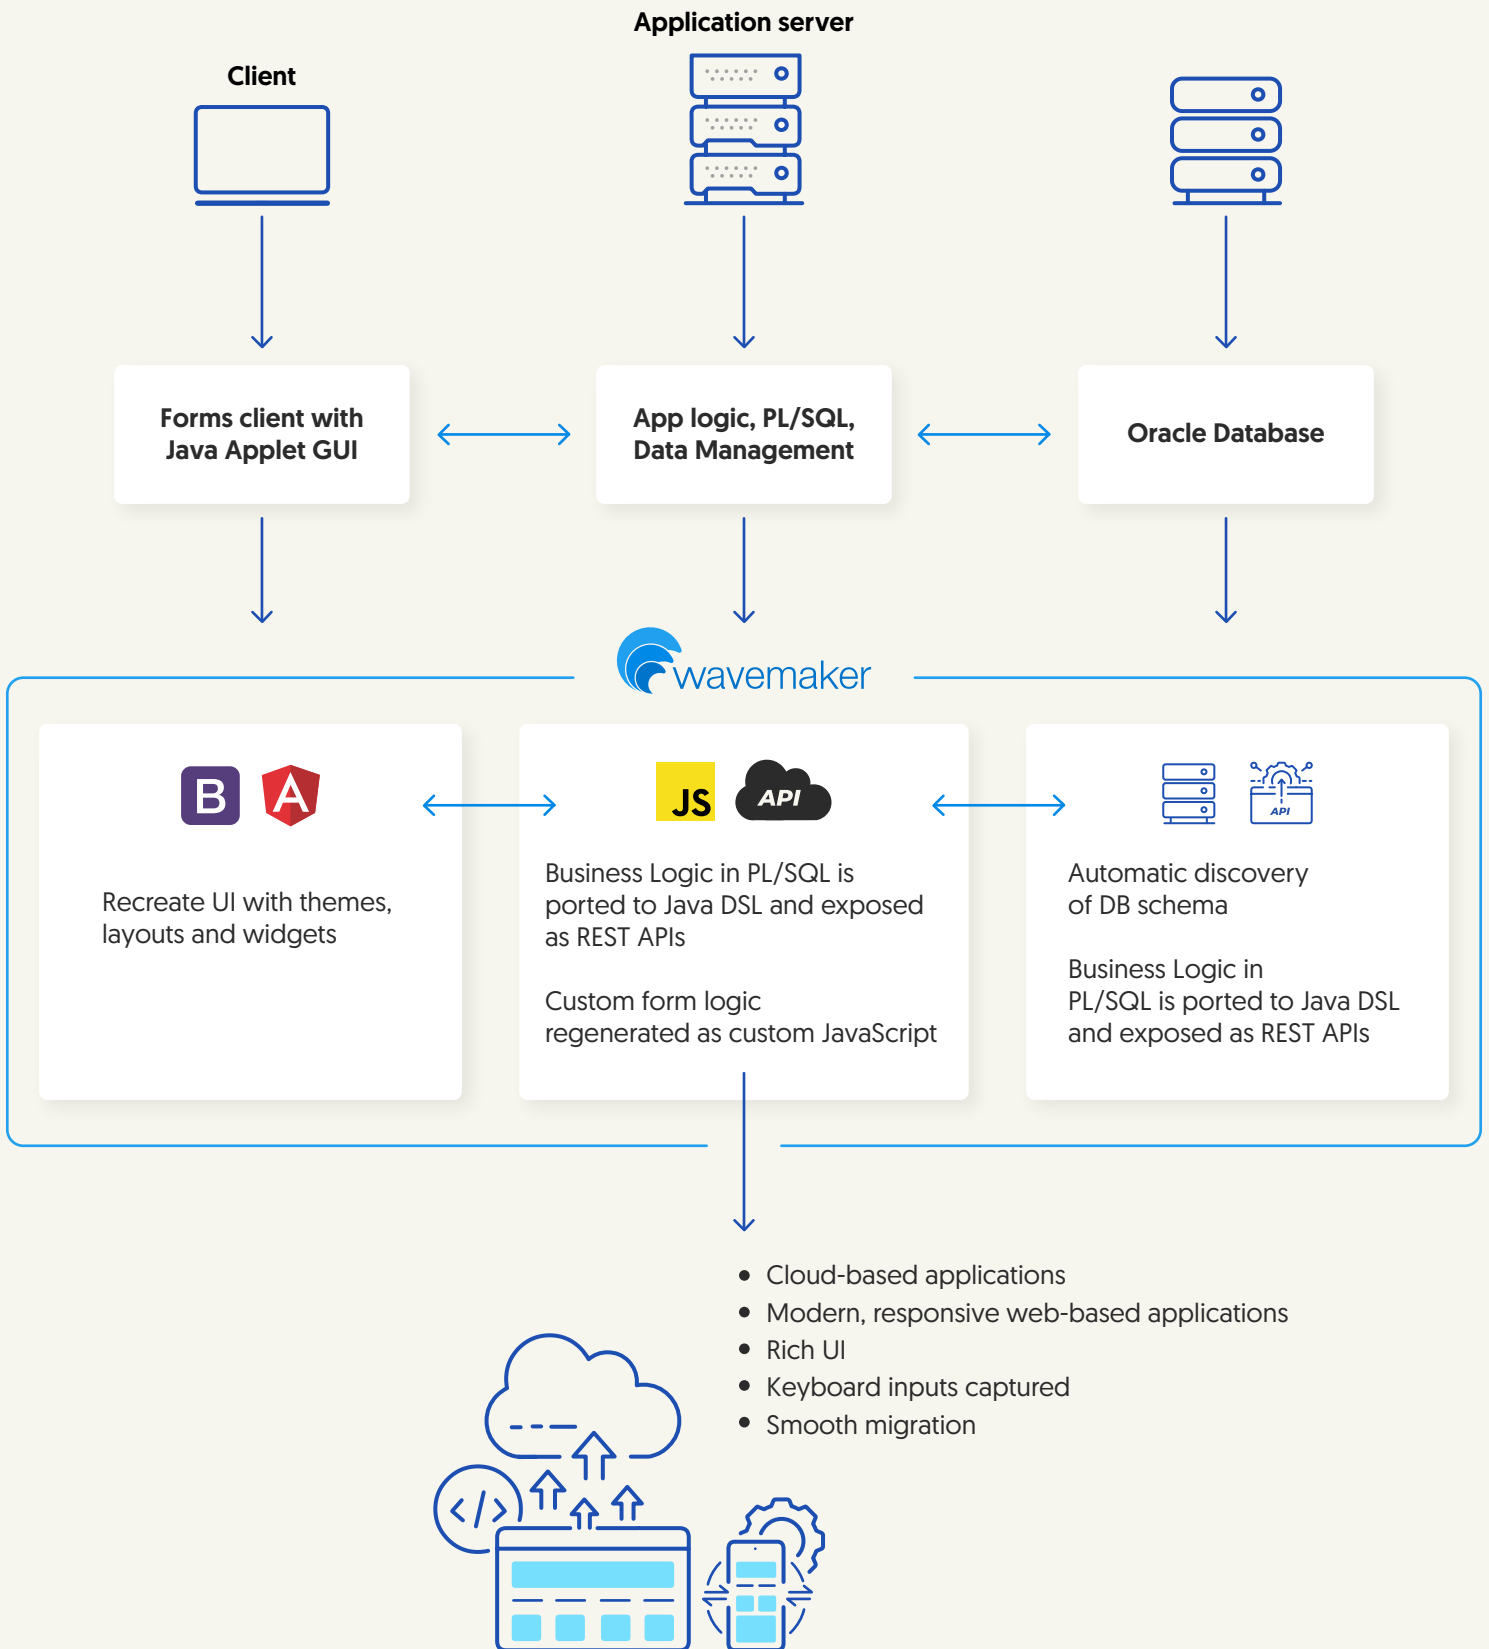 Application server
Client
Forms client with
Java Applet GUI
App logic, PL/SQL,
Data Management
Oracle Database
wavemaker
B
A
JS
API
API
Recreate UI with themes,
layouts and widgets
Business Logic in PL/SQL is
ported to Java DSL and exposed
as REST APIs
Custom form logic
regenerated as custom JavaScript
Automatic discovery
of DB schema
Business Logic in
PL/SQL is ported to Java DSL
and exposed as REST APIs
• Cloud-based applications
• Modern, responsive web-based applications
• Rich UI
• Keyboard inputs captured
• Smooth migration
</>